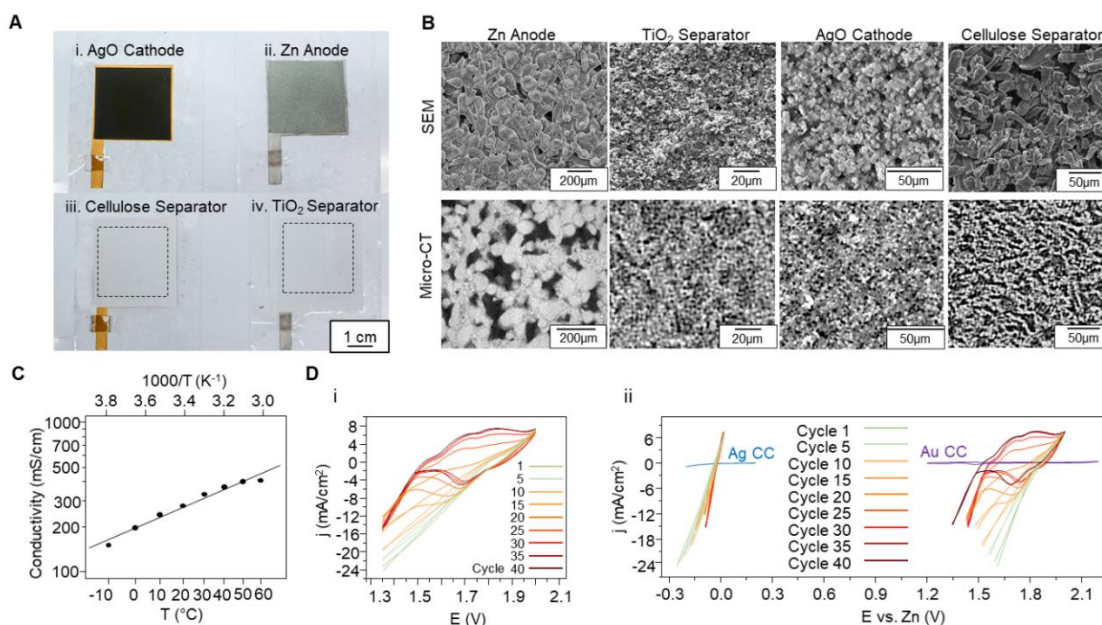 A
i. AgO Cathode
ii. Zn Anode
iii. Cellulose Separator
iv. TiO₂ Separator
1 cm
B
Zn Anode
TiO₂ Separator
AgO Cathode
Cellulose Separator
SEM
200µm
20µm
50µm
50µm
Micro-CT
200µm
20µm
50µm
50µm
C
1000/T (K⁻¹)
3.8 3.6 3.4 3.2 3.0
Conductivity (mS/cm)
1000
700
500
300
200
100
-10 0 10 20 30 40 50 60
T (°C)
D
i
j (mA/cm²)
8
4
0
-4
-8
-12
-16
-20
-24
1
5
10
15
20
25
30
35
Cycle 40
1.3 1.5 1.7 1.9 2.1
E (V)
ii
j (mA/cm²)
6
0
-6
-12
-18
-24
Ag CC
Cycle 1
Cycle 5
Cycle 10
Cycle 15
Cycle 20
Cycle 25
Cycle 30
Cycle 35
Cycle 40
Au CC
-0.3 0.0 0.3 0.6 0.9 1.2 1.5 1.8 2.1
E vs. Zn (V)